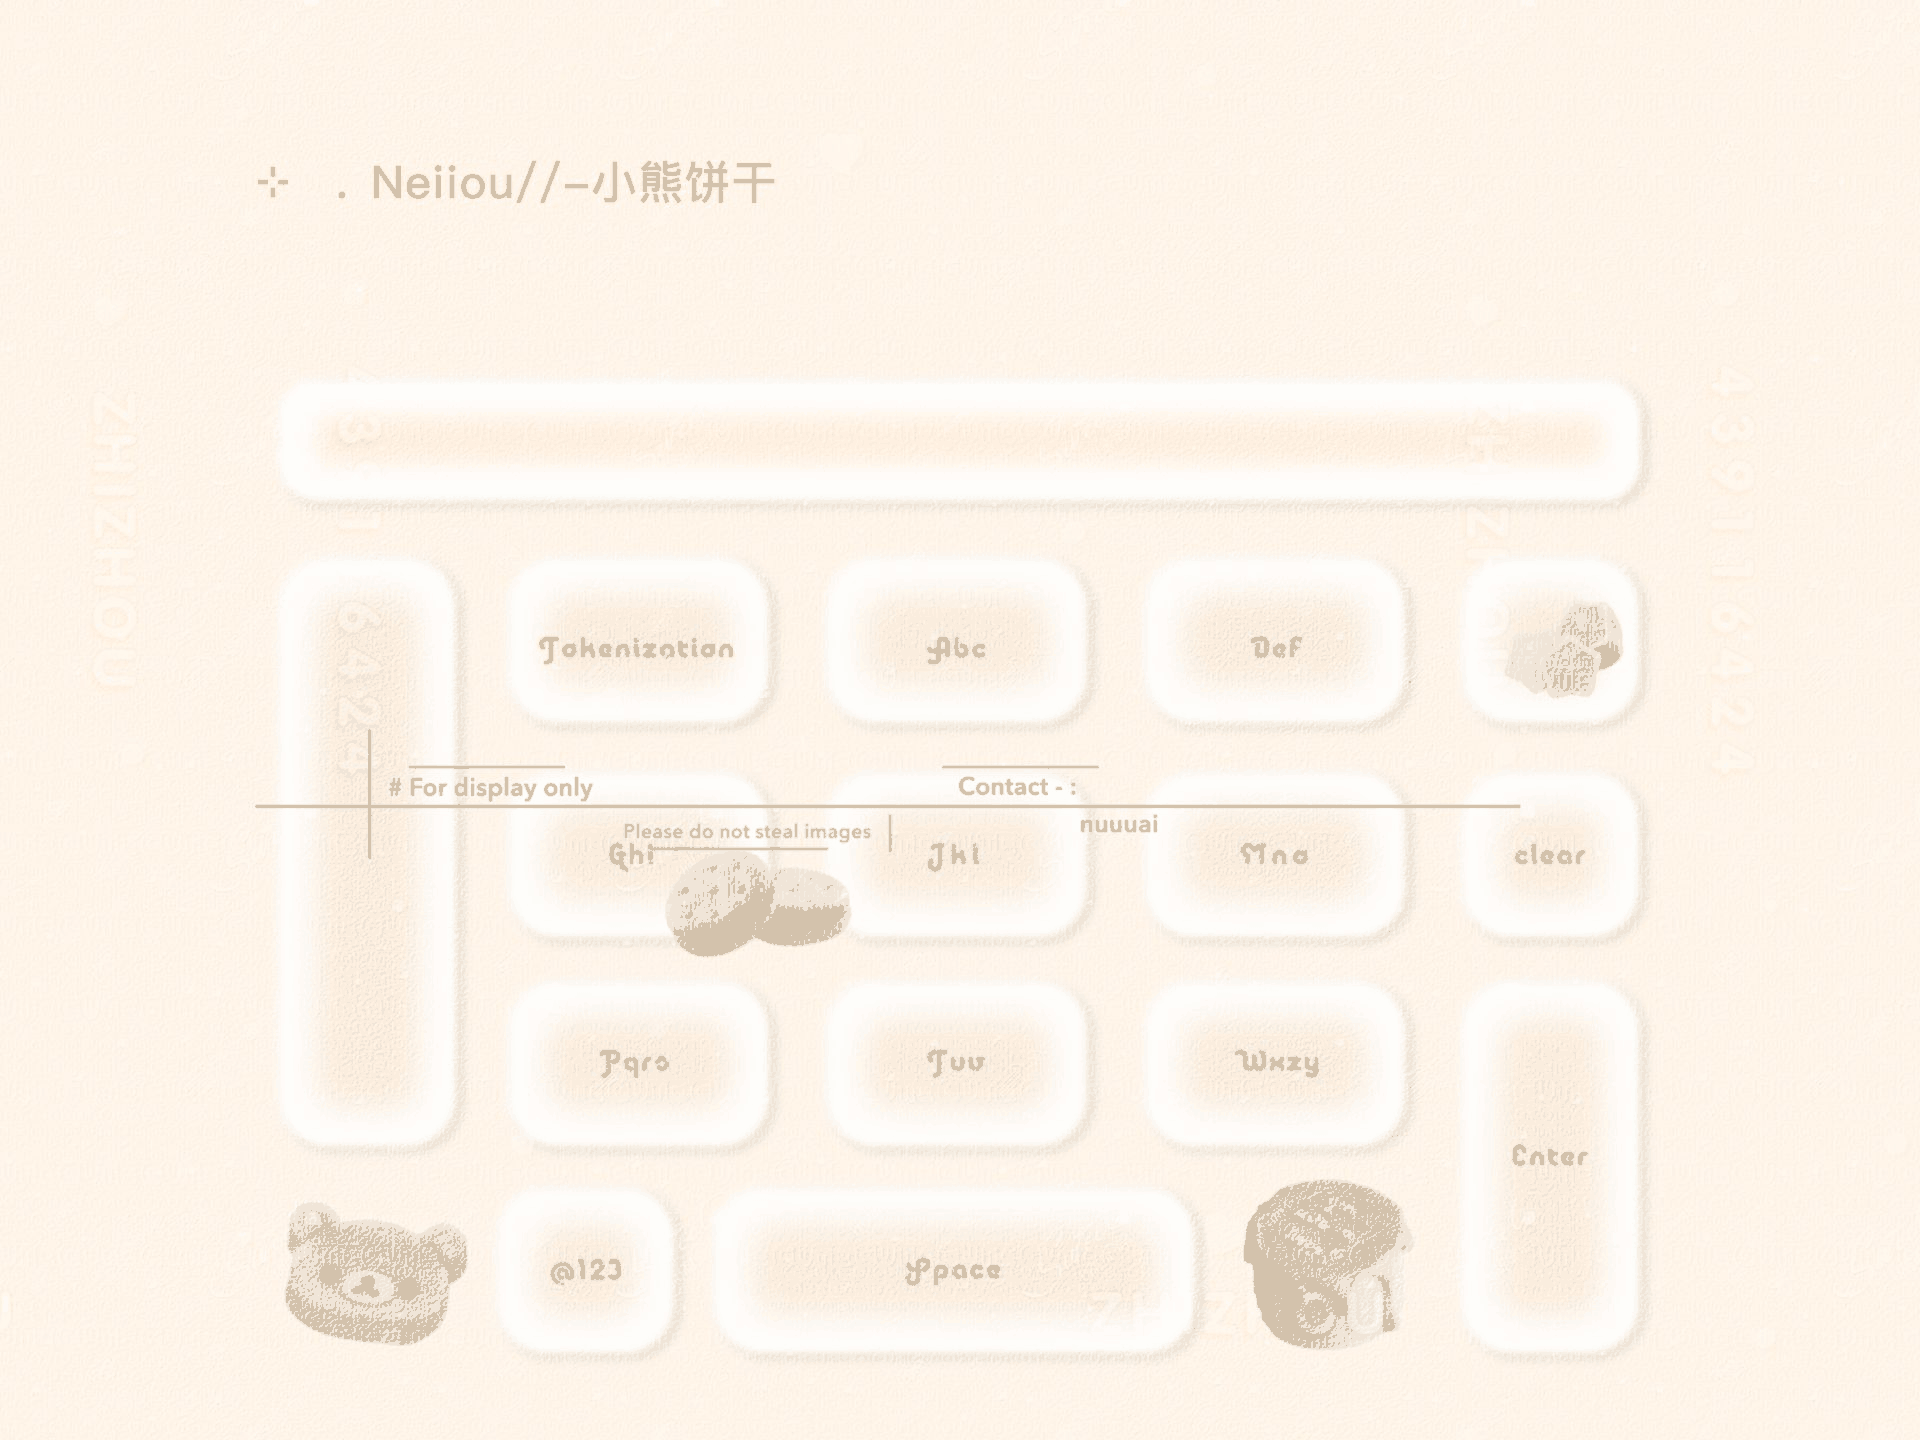 . Neiiou//-小熊饼干
ZHIZHOU
439116424
Tokenization
Abc
Def
# For display only
Contact - :
Please do not steal images
nuuuai
Ghi
Jkl
Mno
clear
Pqrs
Tuv
Wxzy
Enter
@123
Space